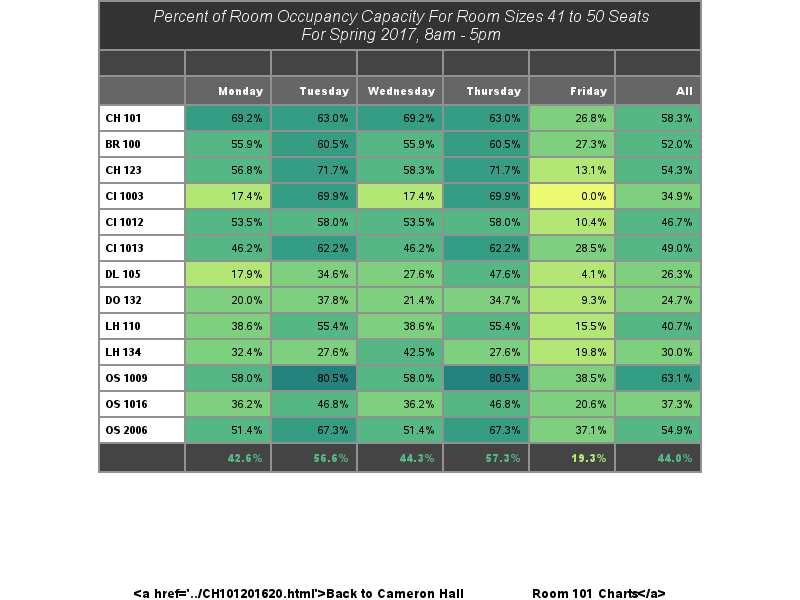 Percent of Room Occupancy Capacity For Room Sizes 41 to 50 Seats
For Spring 2017, 8am - 5pm
Monday Tuesday Wednesday Thursday Friday All
CH 101 69.2% 63.0% 69.2% 63.0% 26.8% 58.3%
BR 100 55.9% 60.5% 55.9% 60.5% 27.3% 52.0%
CH 123 56.8% 71.7% 58.3% 71.7% 13.1% 54.3%
CI 1003 17.4% 69.9% 17.4% 69.9% 0.0% 34.9%
CI 1012 53.5% 58.0% 53.5% 58.0% 10.4% 46.7%
CI 1013 46.2% 62.2% 46.2% 62.2% 28.5% 49.0%
DL 105 17.9% 34.6% 27.6% 47.6% 4.1% 26.3%
DO 132 20.0% 37.8% 21.4% 34.7% 9.3% 24.7%
LH 110 38.6% 55.4% 38.6% 55.4% 15.5% 40.7%
LH 134 32.4% 27.6% 42.5% 27.6% 19.8% 30.0%
OS 1009 58.0% 80.5% 58.0% 80.5% 38.5% 63.1%
OS 1016 36.2% 46.8% 36.2% 46.8% 20.6% 37.3%
OS 2006 51.4% 67.3% 51.4% 67.3% 37.1% 54.9%
42.6% 56.6% 44.3% 57.3% 19.3% 44.0%
<a href='../CH101201620.html'>Back to Cameron Hall Room 101 Charts</a>